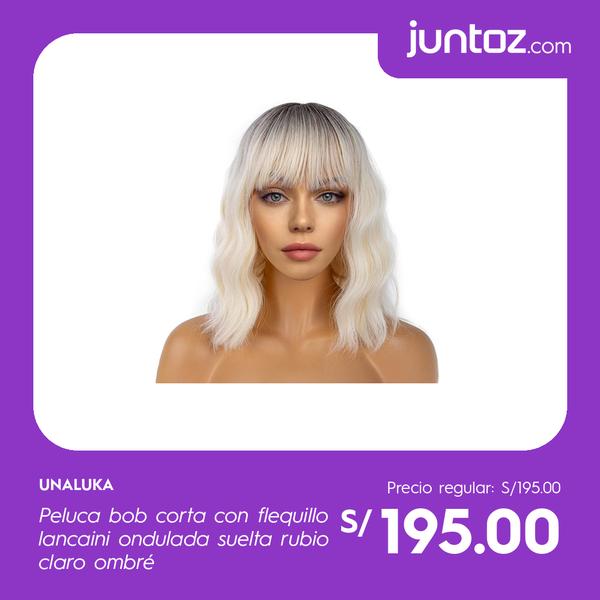 juntoz.com
UNALUKA
Peluca bob corta con flequillo
lancaini ondulada suelta rubio
claro ombré
Precio regular: S/195.00
S/195.00